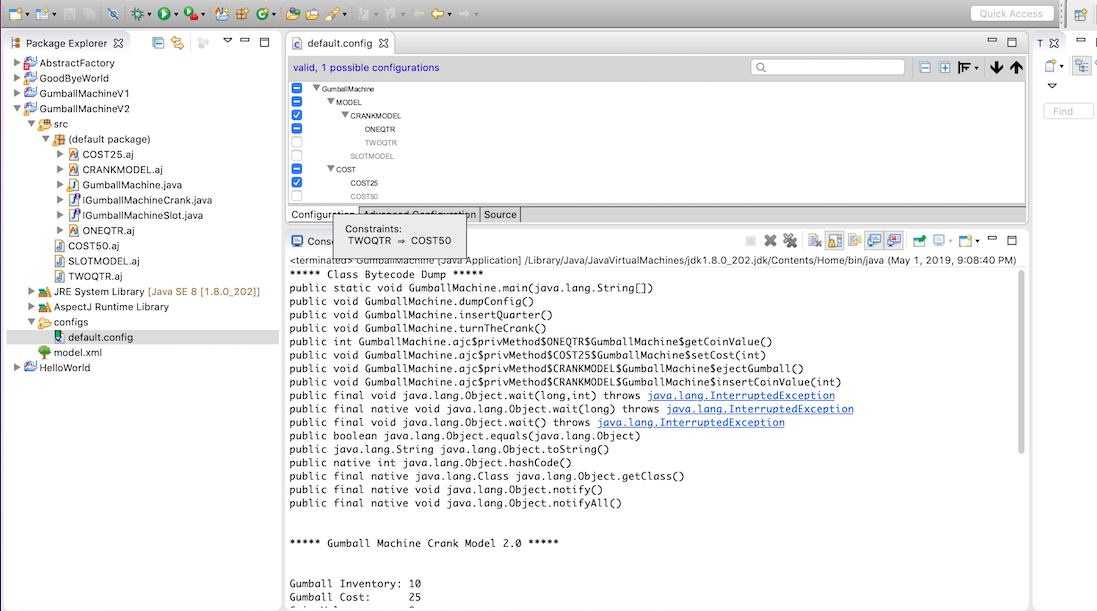 Quick Access
Package Explorer
AbstractFactory
GoodByeWorld
GumballMachineV1
GumballMachineV2
src
(default package)
COST25.aj
CRANKMODEL.aj
GumballMachine.java
IGumballMachineCrank.java
IGumballMachineSlot.java
ONEQTR.aj
COST50.aj
SLOTMODEL.aj
TWOQTR.aj
JRE System Library [Java SE 8 [1.8.0_202]]
AspectJ Runtime Library
configs
default.config
model.xml
HelloWorld
default.config
valid, 1 possible configurations
GumballMachine
MODEL
CRANKMODEL
ONEQTR
TWOQTR
SLOTMODEL
COST
COST25
COST50
Configuration Advanced Configuration Source
Constraints:
TWOQTR ⇒ COST50
Conso
<terminated> GumballMachine [Java Application] /Library/Java/JavaVirtualMachines/jdk1.8.0_202.jdk/Contents/Home/bin/java (May 1, 2019, 9:08:40 PM)
***** Class Bytecode Dump *****
public static void GumballMachine.main(java.lang.String[])
public void GumballMachine.dumpConfig()
public void GumballMachine.insertQuarter()
public void GumballMachine.turnTheCrank()
public int GumballMachine.ajc$privMethod$ONEQTR$GumballMachine$getCoinValue()
public void GumballMachine.ajc$privMethod$COST25$GumballMachine$setCost(int)
public void GumballMachine.ajc$privMethod$CRANKMODEL$GumballMachine$ejectGumball()
public void GumballMachine.ajc$privMethod$CRANKMODEL$GumballMachine$insertCoinValue(int)
public final void java.lang.Object.wait(long,int) throws java.lang.InterruptedException
public final native void java.lang.Object.wait(long) throws java.lang.InterruptedException
public final void java.lang.Object.wait() throws java.lang.InterruptedException
public boolean java.lang.Object.equals(java.lang.Object)
public java.lang.String java.lang.Object.toString()
public native int java.lang.Object.hashCode()
public final native java.lang.Class java.lang.Object.getClass()
public final native void java.lang.Object.notify()
public final native void java.lang.Object.notifyAll()
***** Gumball Machine Crank Model 2.0 *****
Gumball Inventory: 10
Gumball Cost: 25
T
Find